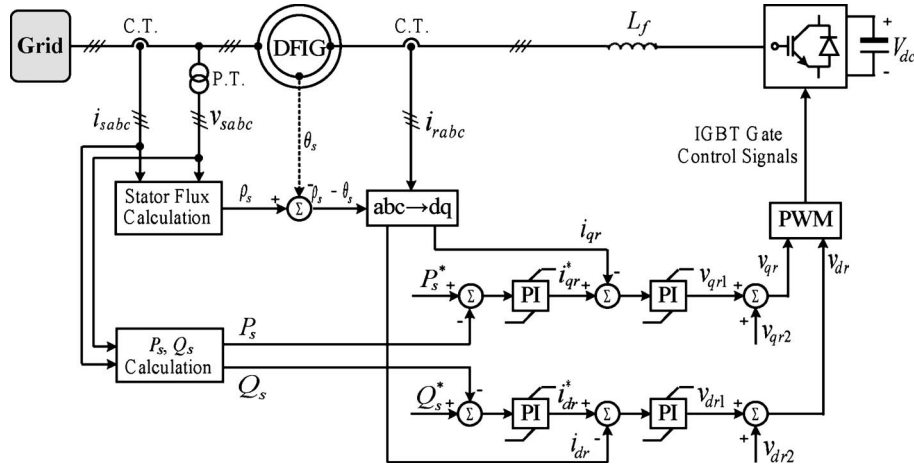 Grid
C.T.
DFIG
C.T.
L_f
+
V_dc
-
P.T.
i_sabc
v_sabc
θ_s
i_rabc
IGBT Gate
Control Signals
Stator Flux
Calculation
ρ_s
+
Σ
-
ρ_s - θ_s
abc→dq
PWM
i_qr
v_qr
v_dr
P_s^*
+
Σ
-
PI
i_qr^*
+
Σ
-
PI
v_qr1
+
Σ
+
v_qr2
P_s
P_s, Q_s
Calculation
Q_s
Q_s^*
+
Σ
-
PI
i_dr^*
+
Σ
-
i_dr
PI
v_dr1
+
Σ
+
v_dr2